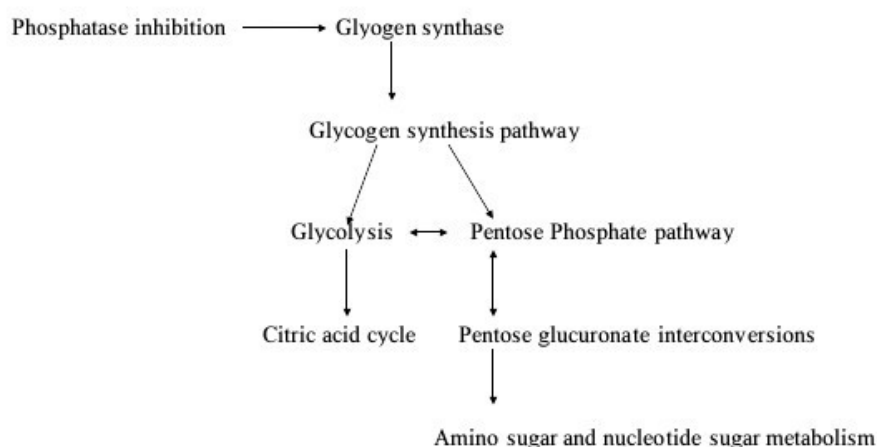 Phosphatase inhibition Glyogen synthase
Glycogen synthesis pathway
Glycolysis Pentose Phosphate pathway
Citric acid cycle Pentose glucuronate interconversions
Amino sugar and nucleotide sugar metabolism